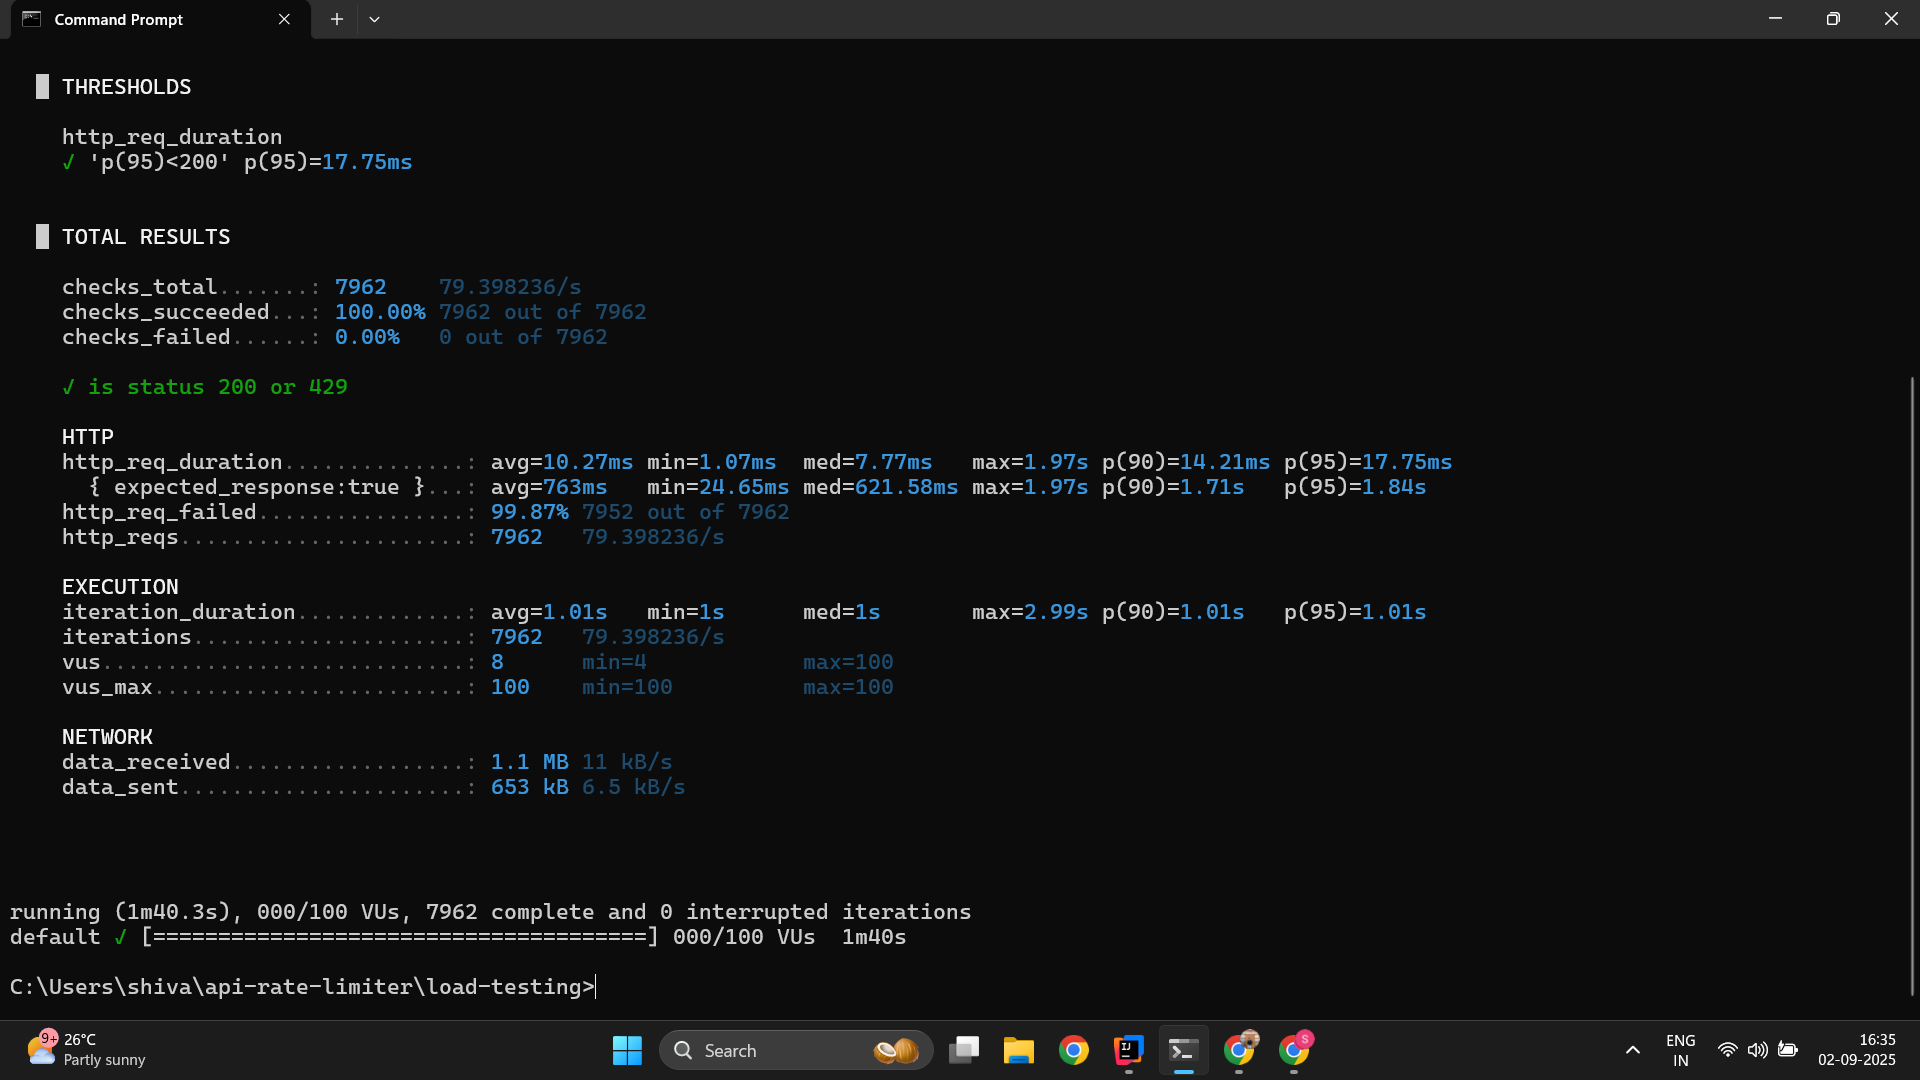 Command Prompt
THRESHOLDS
http_req_duration
✓ 'p(95)<200' p(95)=17.75ms
TOTAL RESULTS
checks_total.......: 7962    79.398236/s
checks_succeeded...: 100.00% 7962 out of 7962
checks_failed......: 0.00%   0 out of 7962
✓ is status 200 or 429
HTTP
http_req_duration..............: avg=10.27ms min=1.07ms  med=7.77ms   max=1.97s p(90)=14.21ms p(95)=17.75ms
{ expected_response:true }...: avg=763ms   min=24.65ms med=621.58ms max=1.97s p(90)=1.71s   p(95)=1.84s
http_req_failed................: 99.87% 7952 out of 7962
http_reqs......................: 7962   79.398236/s
EXECUTION
iteration_duration.............: avg=1.01s   min=1s      med=1s       max=2.99s p(90)=1.01s   p(95)=1.01s
iterations.....................: 7962   79.398236/s
vus............................: 8      min=4            max=100
vus_max........................: 100    min=100          max=100
NETWORK
data_received..................: 1.1 MB 11 kB/s
data_sent......................: 653 kB 6.5 kB/s
running (1m40.3s), 000/100 VUs, 7962 complete and 0 interrupted iterations
default ✓ [======================================] 000/100 VUs  1m40s
C:\Users\shiva\api-rate-limiter\load-testing>
9+
26°C
Partly sunny
Search
IJ
S
ENG
IN
16:35
02-09-2025